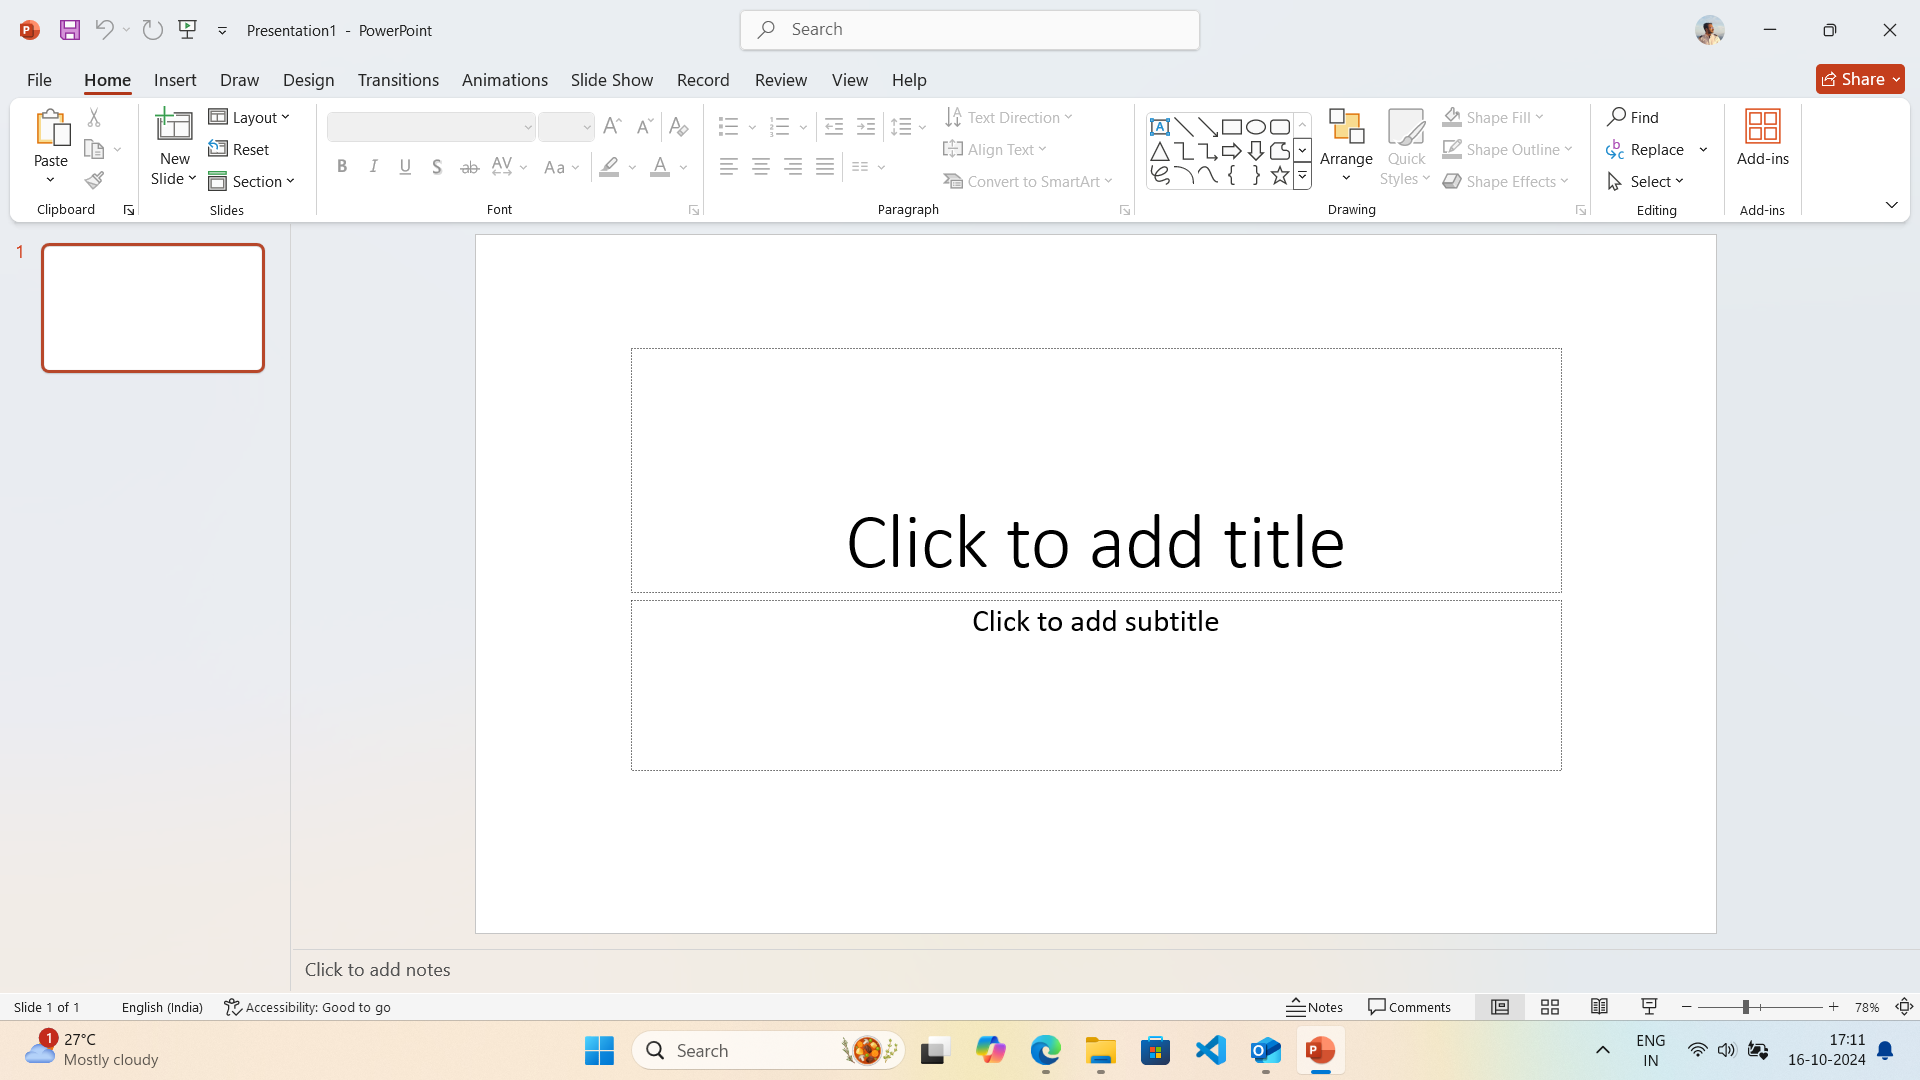 Presentation1 - PowerPoint
Search
File Home Insert Draw Design Transitions Animations Slide Show Record Review View Help
Share
Paste
Clipboard
New Slide
Layout
Reset
Section
Slides
Font
Text Direction
Align Text
Convert to SmartArt
Paragraph
Arrange
Quick Styles
Shape Fill
Shape Outline
Shape Effects
Drawing
Find
Replace
Select
Editing
Add-ins
Add-ins
1
Click to add title
Click to add subtitle
Click to add notes
Slide 1 of 1
English (India)
Accessibility: Good to go
Notes
Comments
78%
1
27°C
Mostly cloudy
Search
ENG
IN
17:11
16-10-2024